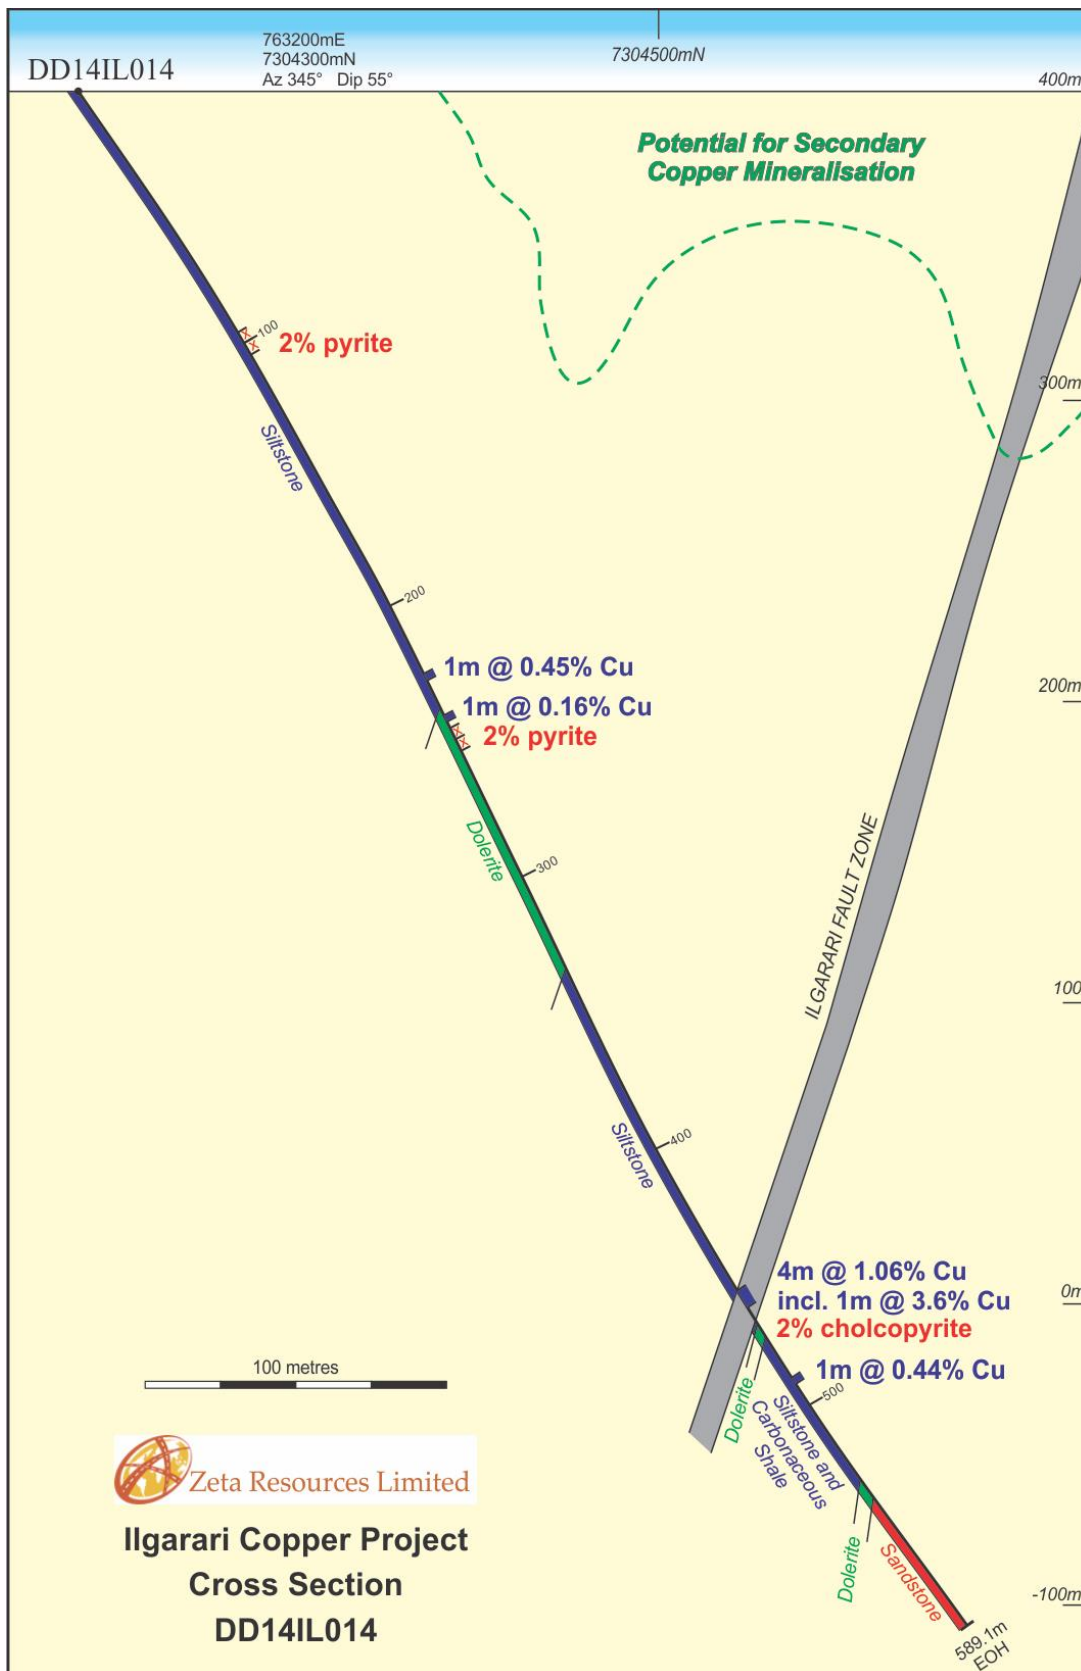 DD14IL014
763200mE
7304300mN
Az 345° Dip 55°
7304500mN
400m
Potential for Secondary
Copper Mineralisation
100
2% pyrite
300m
Siltstone
200
1m @ 0.45% Cu
200m
1m @ 0.16% Cu
2% pyrite
Dolerite
300
ILGARARI FAULT ZONE
100
Siltstone
400
4m @ 1.06% Cu
0m
incl. 1m @ 3.6% Cu
2% cholcopyrite
1m @ 0.44% Cu
100 metres
500
Dolerite
Siltstone and
Carbonaceous
Shale
Zeta Resources Limited
Ilgarari Copper Project
Cross Section
DD14IL014
Dolerite
Sandstone
-100m
589.1m
EOH